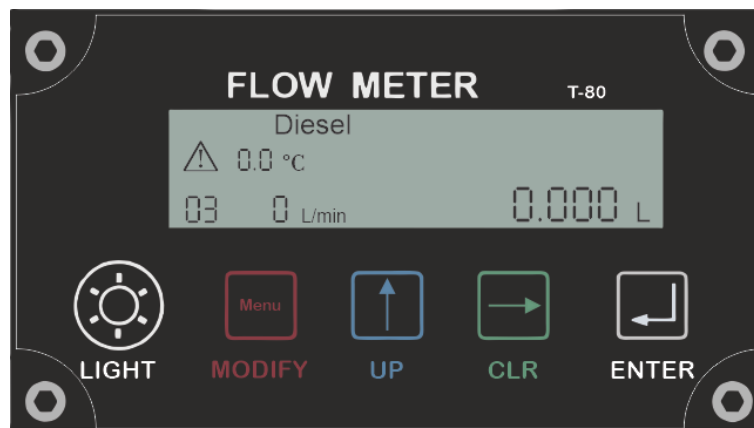 FLOW METER T-80
Diesel
0.0 °C
03 0 L/min 0.000 L
Menu
LIGHT MODIFY UP CLR ENTER